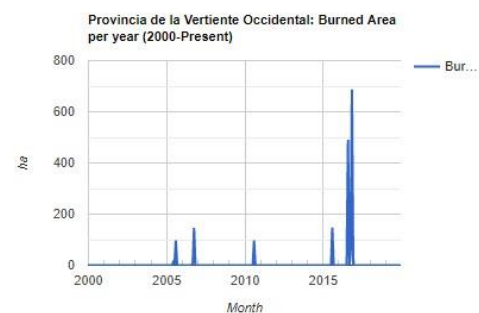 Provincia de la Vertiente Occidental: Burned Area
per year (2000-Present)
800
Bur...
600
400
ha
200
0
2000
2005
2010
2015
Month